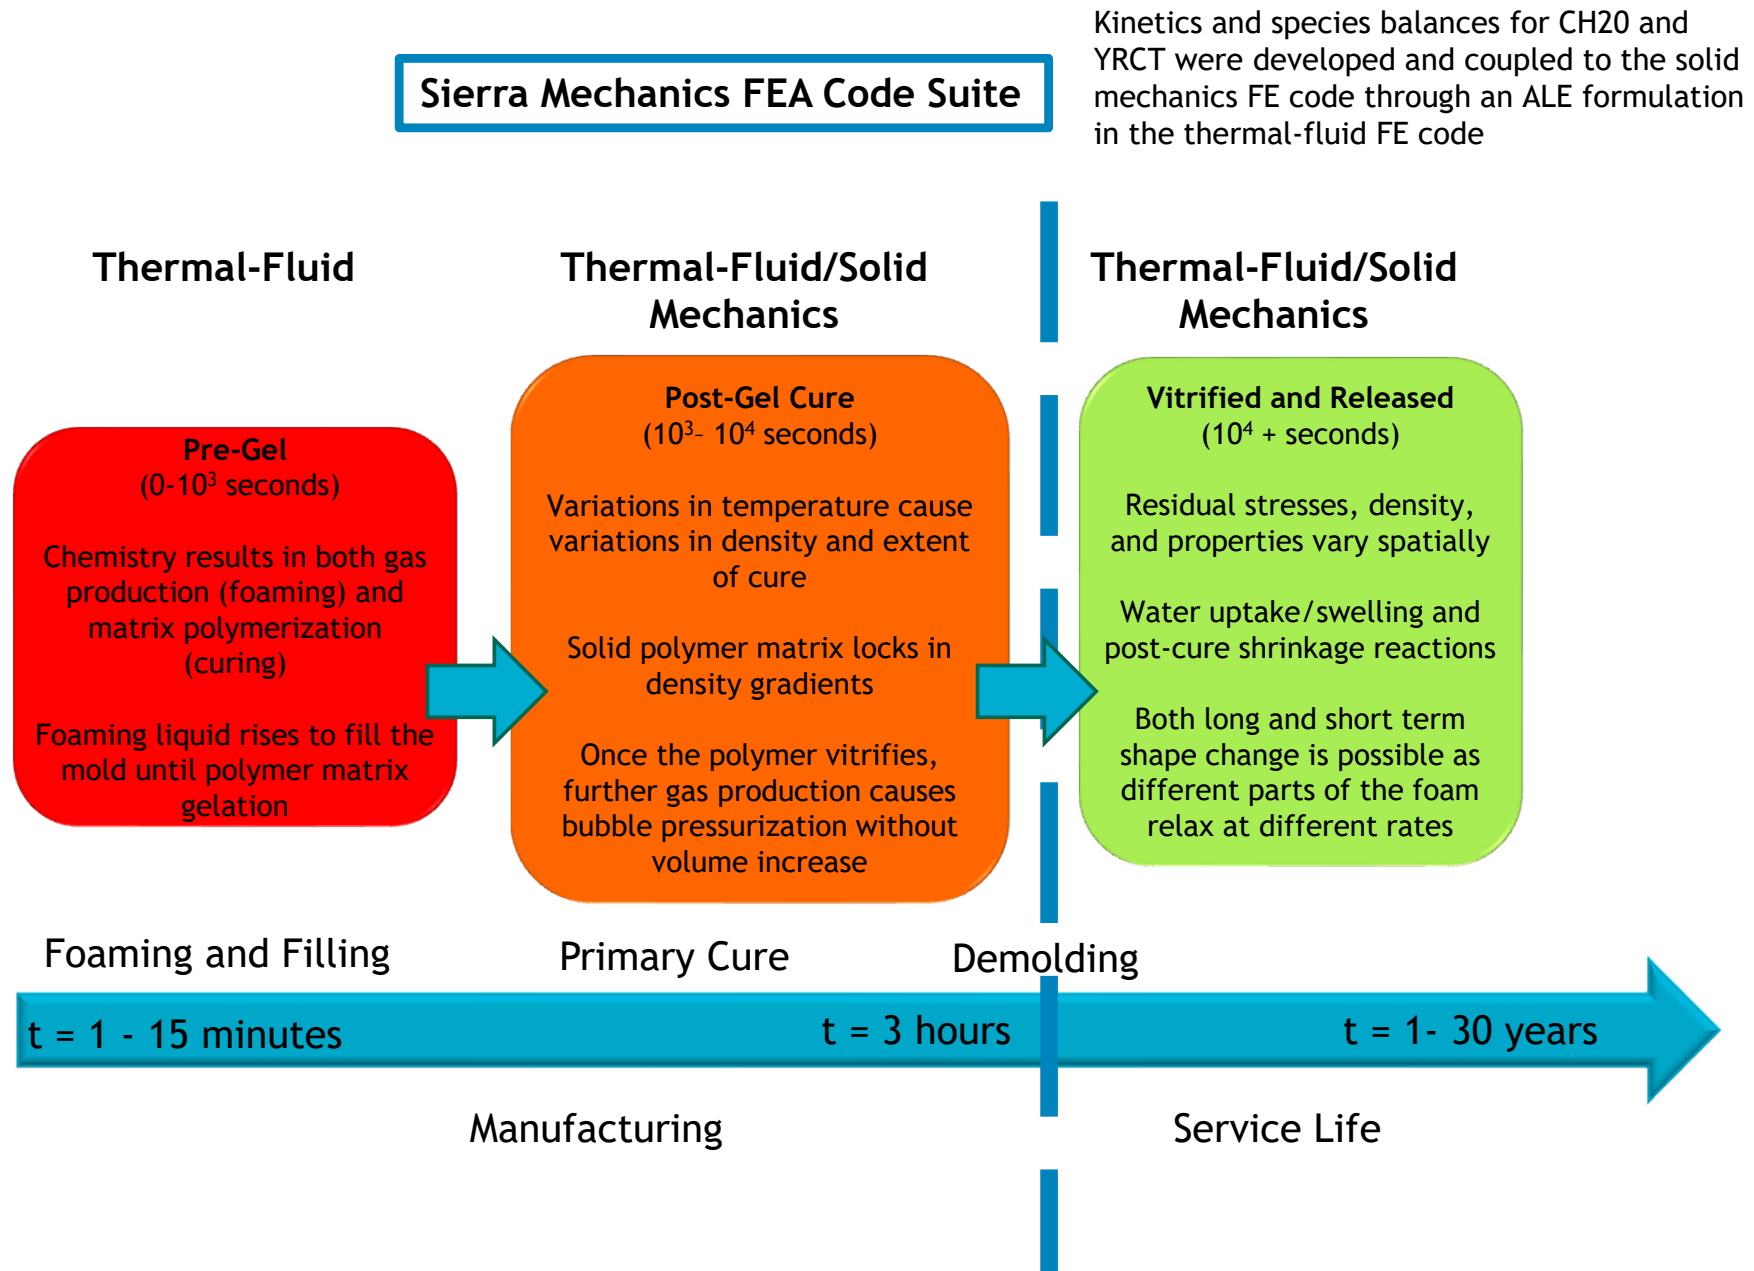 Sierra Mechanics FEA Code Suite
Kinetics and species balances for CH20 and
YRCT were developed and coupled to the solid
mechanics FE code through an ALE formulation
in the thermal-fluid FE code
Thermal-Fluid
Thermal-Fluid/Solid
Mechanics
Thermal-Fluid/Solid
Mechanics
Pre-Gel
(0-10³ seconds)
Chemistry results in both gas
production (foaming) and
matrix polymerization
(curing)
Foaming liquid rises to fill the
mold until polymer matrix
gelation
Post-Gel Cure
(10³– 10⁴ seconds)
Variations in temperature cause
variations in density and extent
of cure
Solid polymer matrix locks in
density gradients
Once the polymer vitrifies,
further gas production causes
bubble pressurization without
volume increase
Vitrified and Released
(10⁴ + seconds)
Residual stresses, density,
and properties vary spatially
Water uptake/swelling and
post-cure shrinkage reactions
Both long and short term
shape change is possible as
different parts of the foam
relax at different rates
Foaming and Filling
Primary Cure
Demolding
t = 1 - 15 minutes
t = 3 hours
t = 1- 30 years
Manufacturing
Service Life